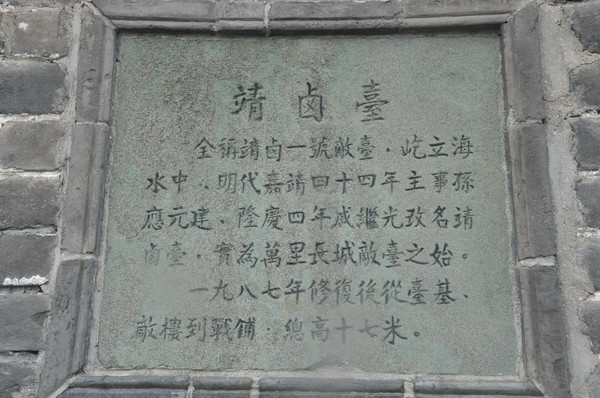 靖鹵臺
全稱靖鹵一號敵臺，屹立海
水中、明代嘉靖四十四年主事孫
應元建、隆慶四年戚繼光改名靖
鹵臺，實為萬里長城敵臺之始。
一九八七年修復後從臺基、
敵樓到戰鋪，總高十七米。